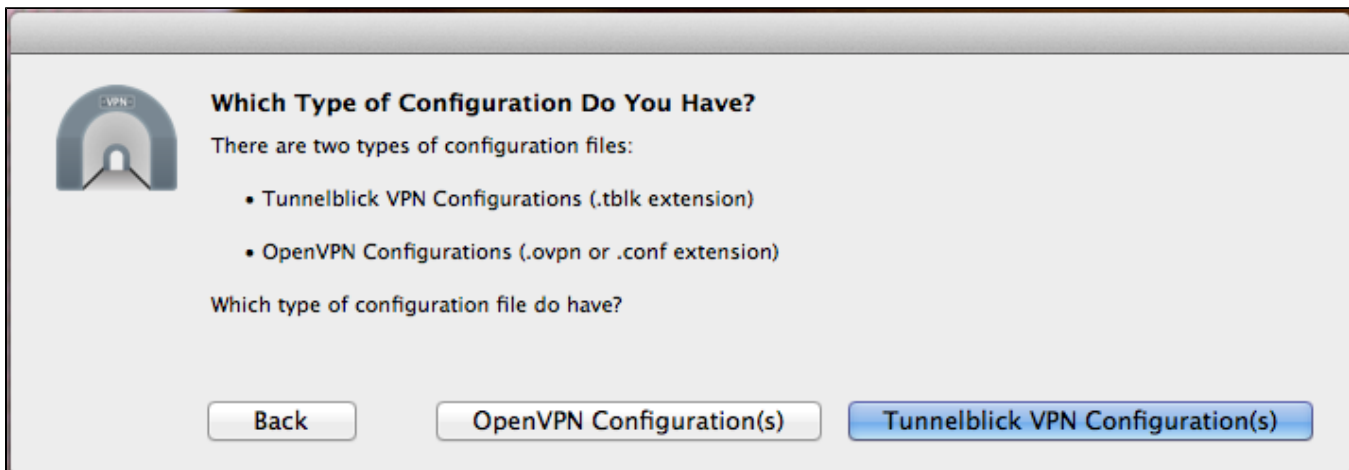 VPN
Which Type of Configuration Do You Have?
There are two types of configuration files:
• Tunnelblick VPN Configurations (.tblk extension)
• OpenVPN Configurations (.ovpn or .conf extension)
Which type of configuration file do have?
Back
OpenVPN Configuration(s)
Tunnelblick VPN Configuration(s)